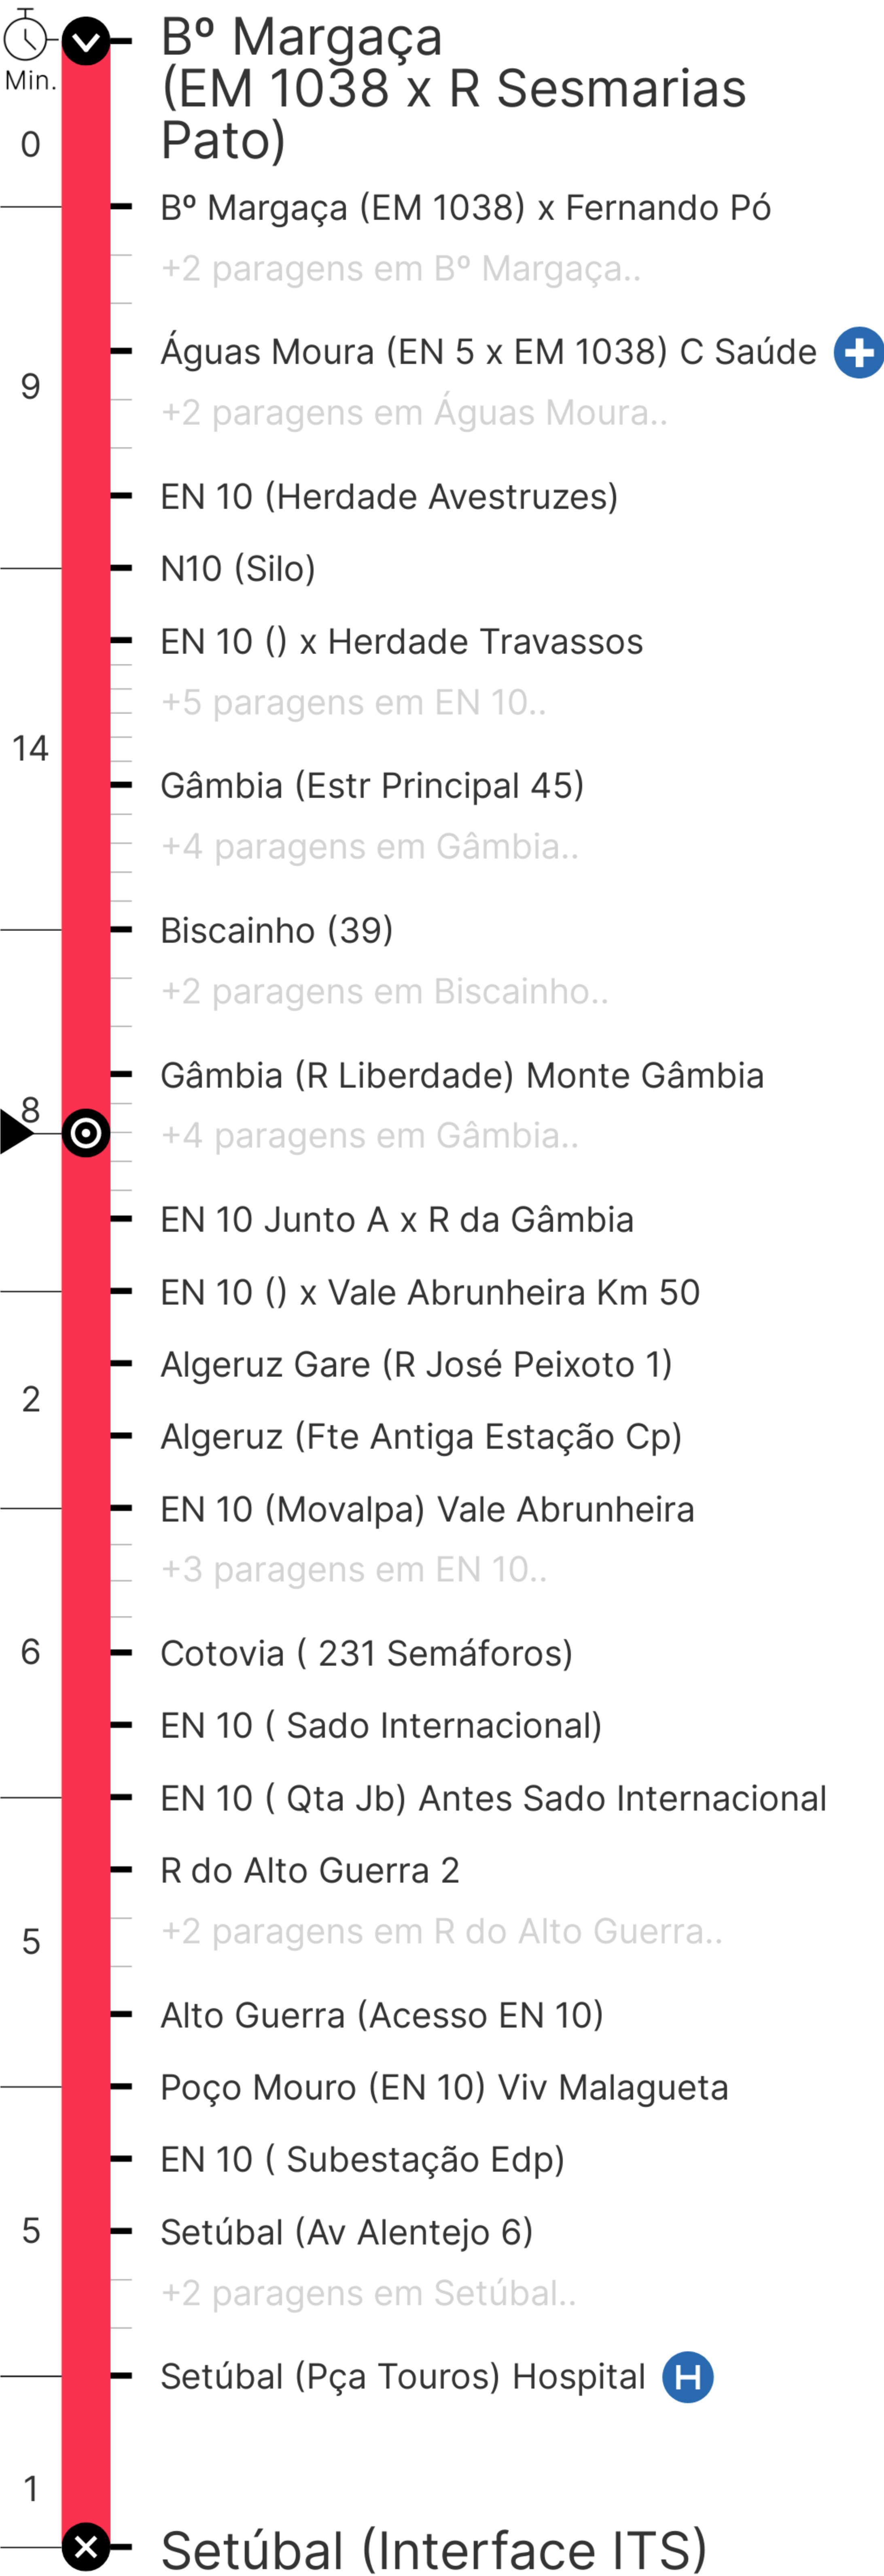 Bº Margaça
(EM 1038 x R Sesmarias
Pato)
Min.
0
Bº Margaça (EM 1038) x Fernando Pó
+2 paragens em Bº Margaça..
Águas Moura (EN 5 x EM 1038) C Saúde
9
+2 paragens em Águas Moura..
EN 10 (Herdade Avestruzes)
N10 (Silo)
EN 10 () x Herdade Travassos
+5 paragens em EN 10..
14
Gâmbia (Estr Principal 45)
+4 paragens em Gâmbia..
Biscainho (39)
+2 paragens em Biscainho..
Gâmbia (R Liberdade) Monte Gâmbia
8
+4 paragens em Gâmbia..
EN 10 Junto A x R da Gâmbia
EN 10 () x Vale Abrunheira Km 50
Algeruz Gare (R José Peixoto 1)
2
Algeruz (Fte Antiga Estação Cp)
EN 10 (Movalpa) Vale Abrunheira
+3 paragens em EN 10..
6
Cotovia ( 231 Semáforos)
EN 10 ( Sado Internacional)
EN 10 ( Qta Jb) Antes Sado Internacional
R do Alto Guerra 2
+2 paragens em R do Alto Guerra..
5
Alto Guerra (Acesso EN 10)
Poço Mouro (EN 10) Viv Malagueta
EN 10 ( Subestação Edp)
5
Setúbal (Av Alentejo 6)
+2 paragens em Setúbal..
Setúbal (Pça Touros) Hospital H
1
Setúbal (Interface ITS)